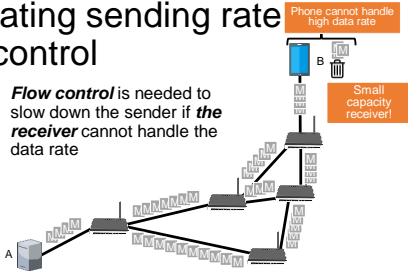 ating sending rate
control
Phone cannot handle
high data rate
Flow control is needed to
slow down the sender if the
receiver cannot handle the
data rate
B
M
Small
capacity
receiver!
M
M
M
M M M M
M M M
M M M M M M M
M M M M
M M M M
M M M M M M M M M M
A